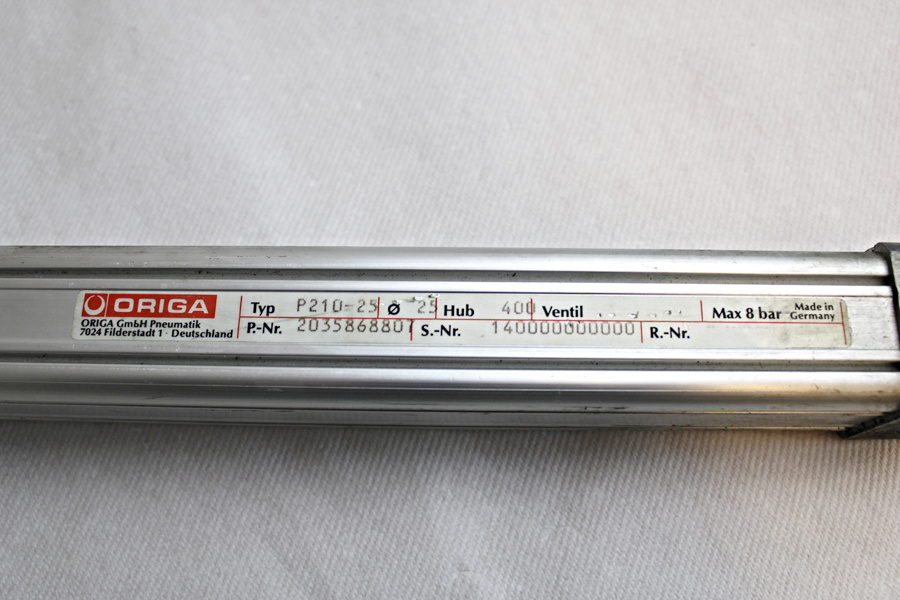 ORIGA
ORIGA GmbH Pneumatik
7024 Filderstadt 1 · Deutschland
Typ P210-25 Ø 25 Hub 400 Ventil Max 8 bar Made in Germany
P.-Nr. 2035868807 S.-Nr. 140000000000 R.-Nr.